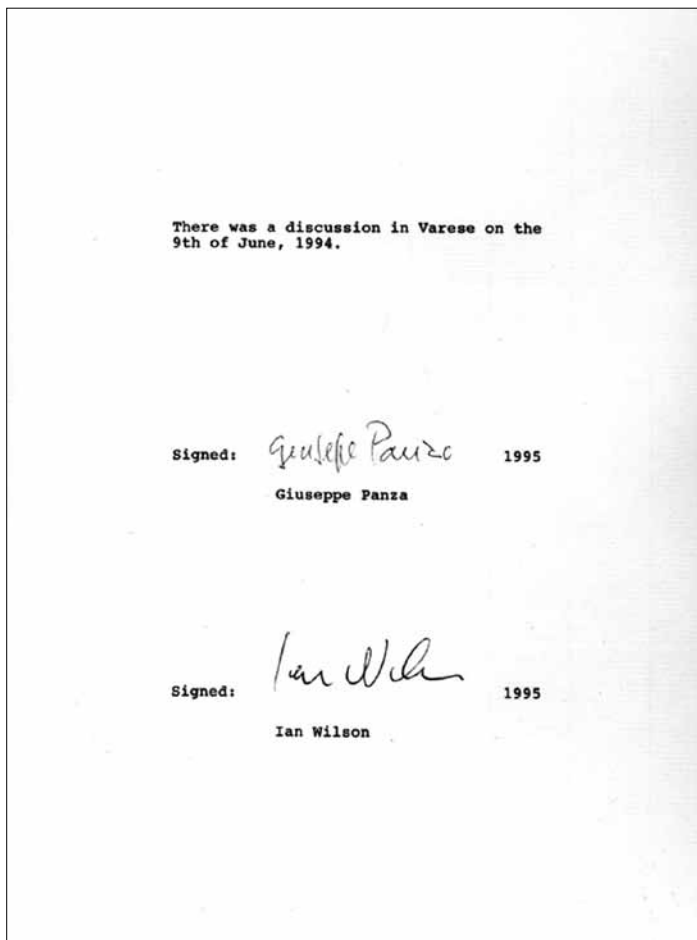 There was a discussion in Varese on the
9th of June, 1994.
Signed: Giuseppe Panza 1995
Giuseppe Panza
Signed: Ian Wilson 1995
Ian Wilson